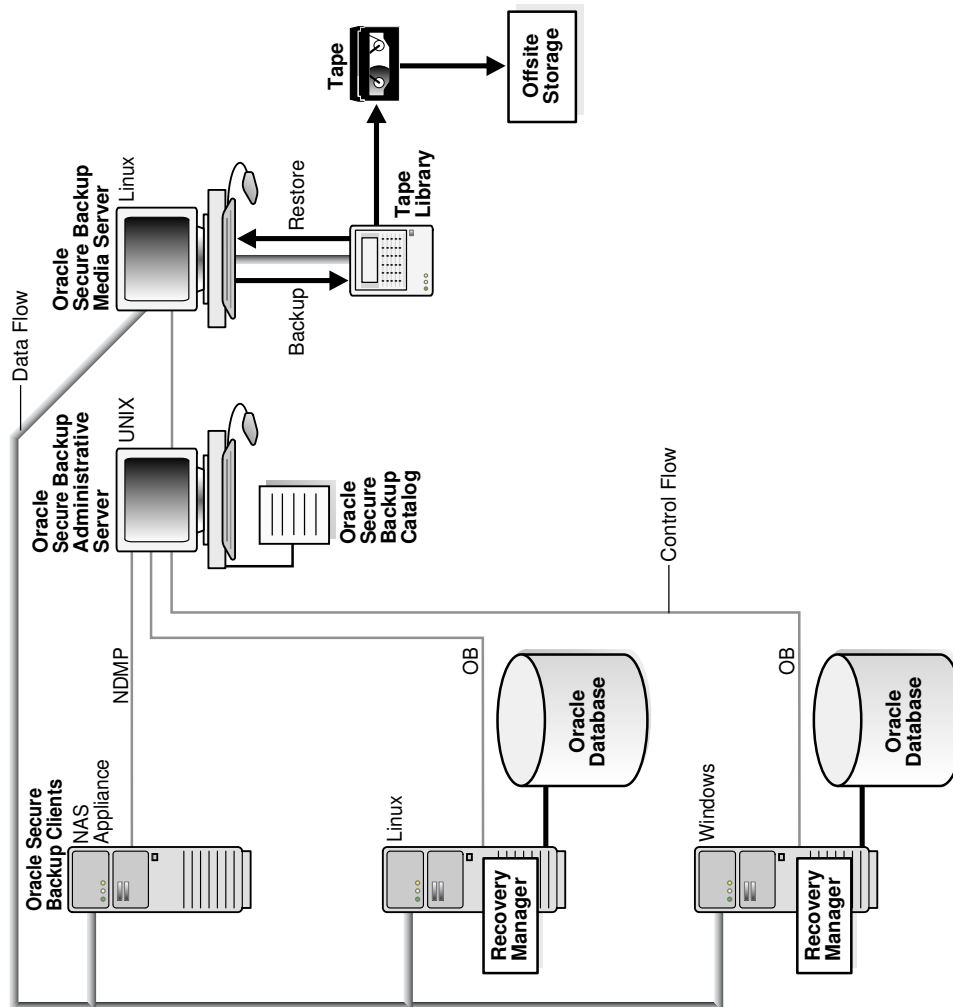 Data Flow
Oracle Secure
Backup Clients
NAS
Appliance
NDMP
Oracle
Secure Backup
Administrative
Server
UNIX
Oracle
Secure Backup
Media Server
Linux
Oracle
Secure
Backup
Catalog
Backup
Restore
Tape
Library
Tape
Offsite
Storage
Linux
OB
Recovery
Manager
Oracle
Database
Control Flow
Windows
OB
Recovery
Manager
Oracle
Database